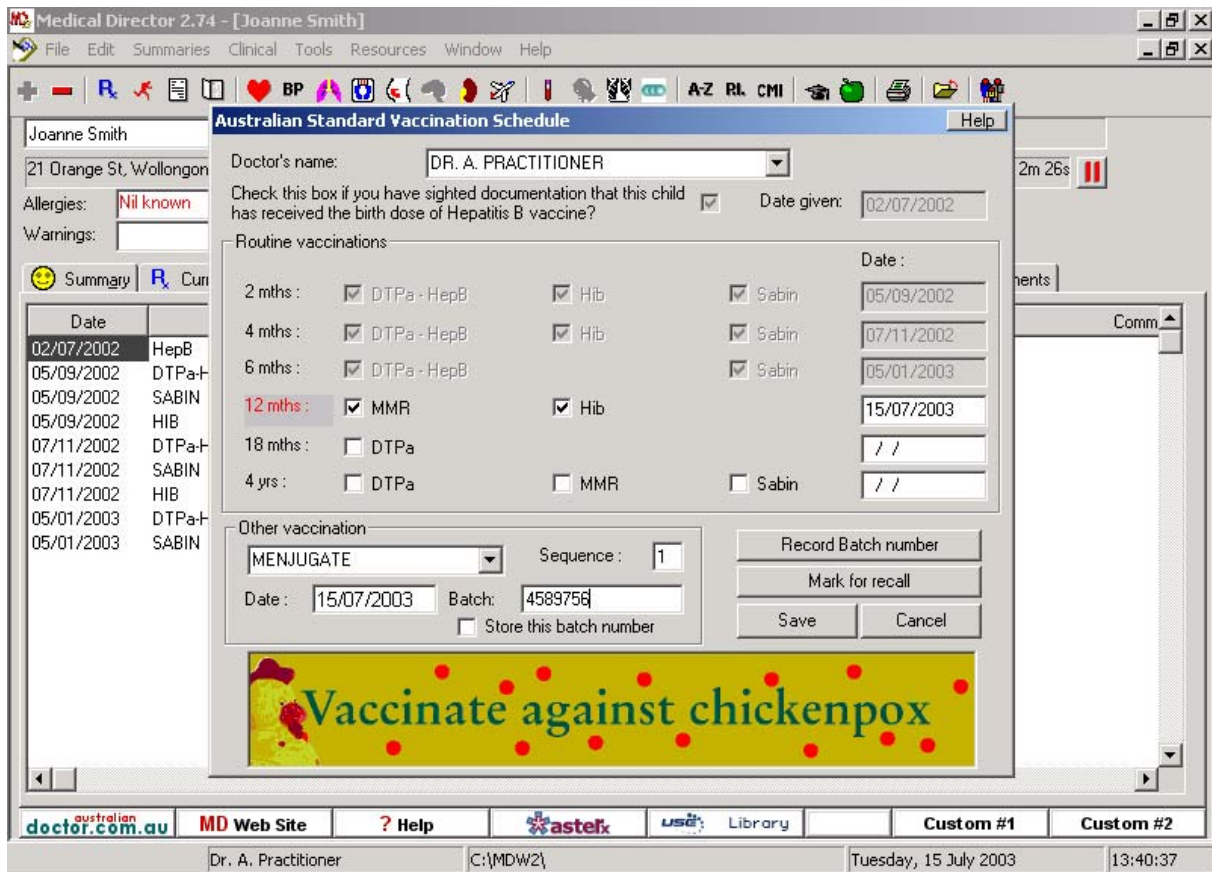 Medical Director 2.74 - [Joanne Smith]
File Edit Summaries Clinical Tools Resources Window Help
BP A-Z P.I. CMI
Joanne Smith
21 Orange St, Wollongon
2m 26s
Allergies: Nil known
Warnings:
Summary Rx Curr
ments
Date Comm
02/07/2002 HepB
05/09/2002 DTPa-H
05/09/2002 SABIN
05/09/2002 HIB
07/11/2002 DTPa-H
07/11/2002 SABIN
07/11/2002 HIB
05/01/2003 DTPa-H
05/01/2003 SABIN
Australian Standard Vaccination Schedule Help
Doctor's name: DR. A. PRACTITIONER
Check this box if you have sighted documentation that this child
has received the birth dose of Hepatitis B vaccine? Date given: 02/07/2002
Routine vaccinations
Date :
2 mths : DTPa - HepB Hib Sabin 05/09/2002
4 mths : DTPa - HepB Hib Sabin 07/11/2002
6 mths : DTPa - HepB Sabin 05/01/2003
12 mths : MMR Hib 15/07/2003
18 mths : DTPa / /
4 yrs : DTPa MMR Sabin / /
Other vaccination
MENJUGATE Sequence : 1
Date : 15/07/2003 Batch: 4589756
Store this batch number
Record Batch number
Mark for recall
Save Cancel
Vaccinate against chickenpox
australian
doctor.com.au MD Web Site ? Help Library Custom #1 Custom #2
Dr. A. Practitioner C:\MDW2\ Tuesday, 15 July 2003 13:40:37